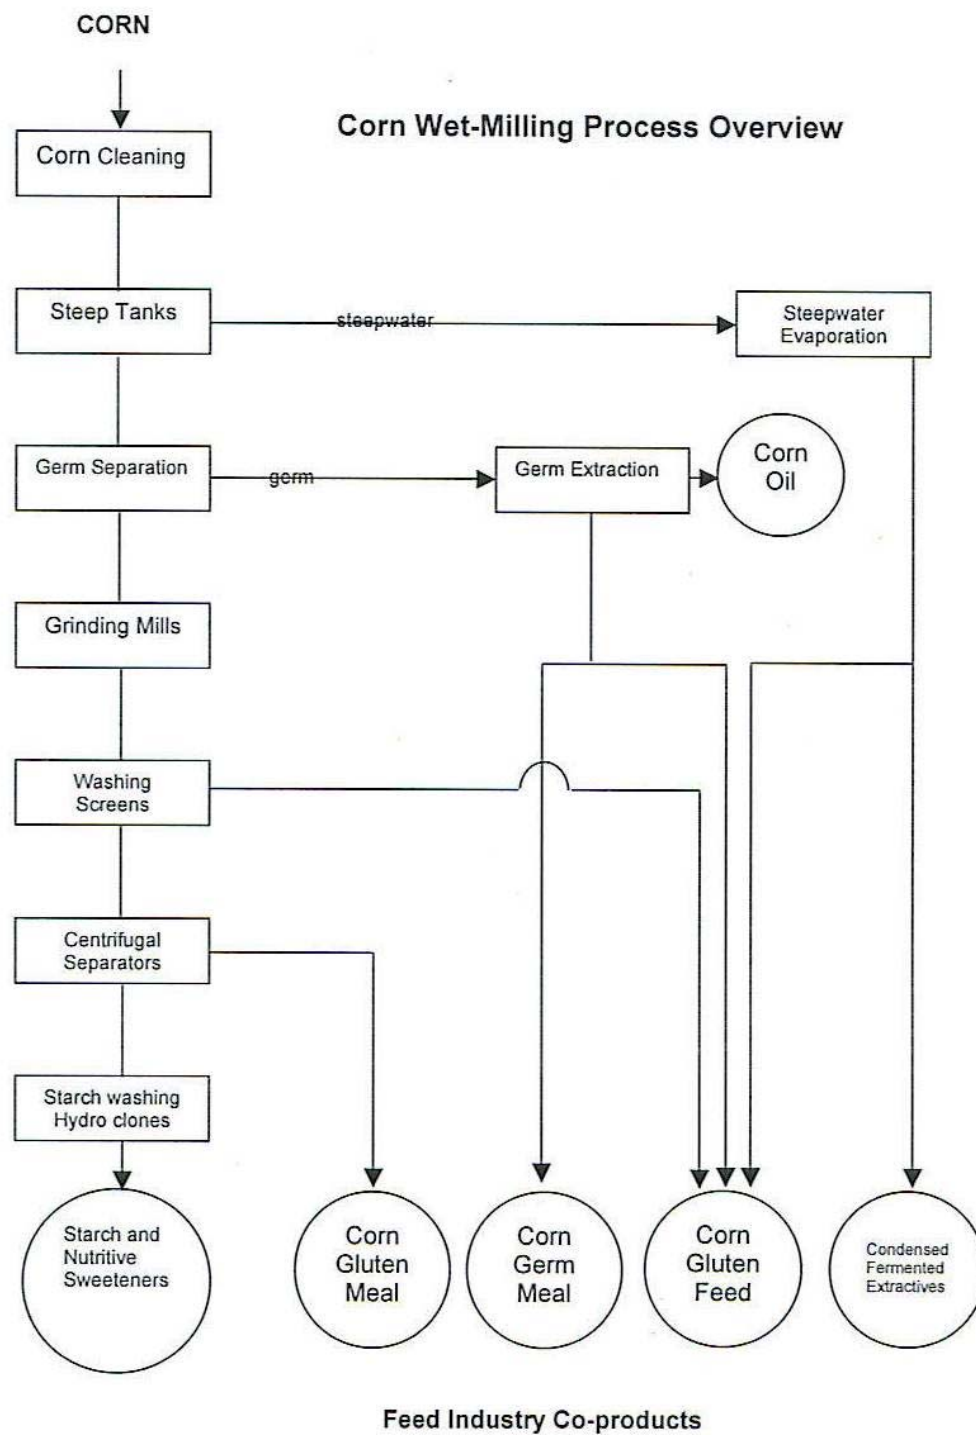 CORN
Corn Wet-Milling Process Overview
Corn Cleaning
Steep Tanks
steepwater
Steepwater
Evaporation
Germ Separation
germ
Germ Extraction
Corn
Oil
Grinding Mills
Washing
Screens
Centrifugal
Separators
Starch washing
Hydro clones
Starch and
Nutritive
Sweeteners
Corn
Gluten
Meal
Corn
Germ
Meal
Corn
Gluten
Feed
Condensed
Fermented
Extractives
Feed Industry Co-products